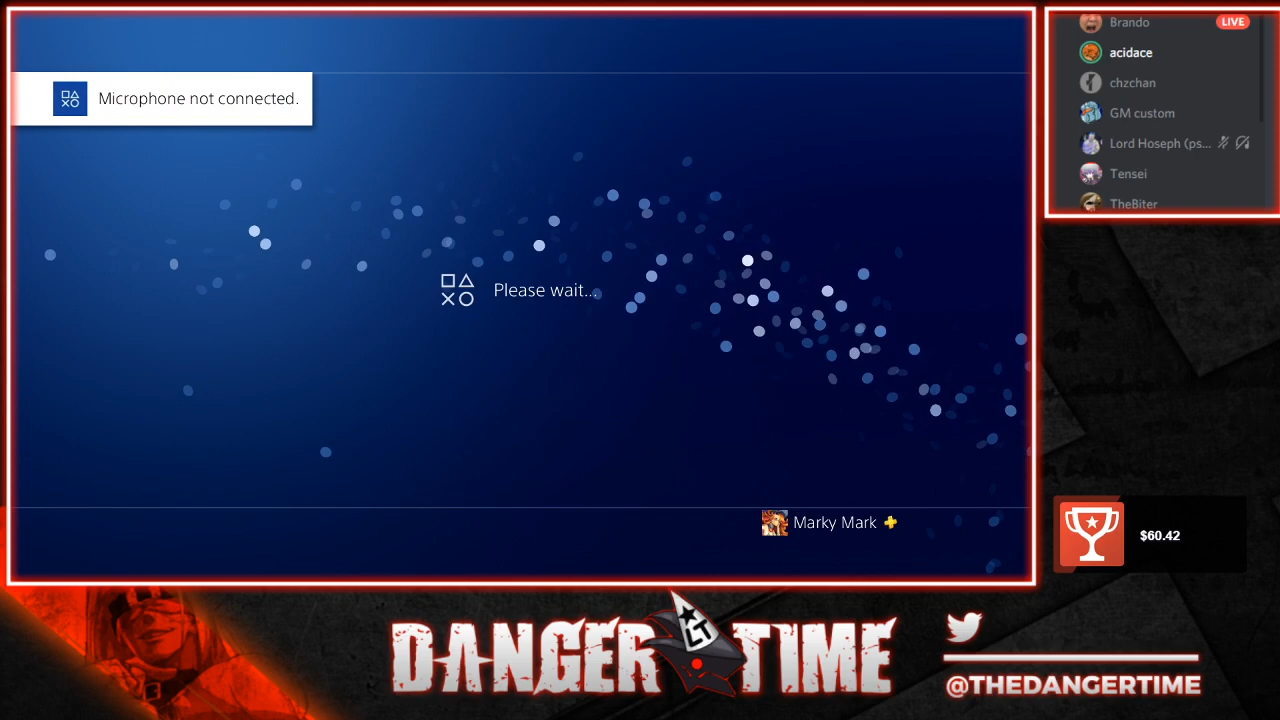 Microphone not connected.
Please wait...
Marky Mark
Brando
LIVE
acidace
chzchan
GM custom
Lord Hoseph (ps...
Tensei
TheBiter
$60.42
DANGER TIME
LT
@THEDANGERTIME